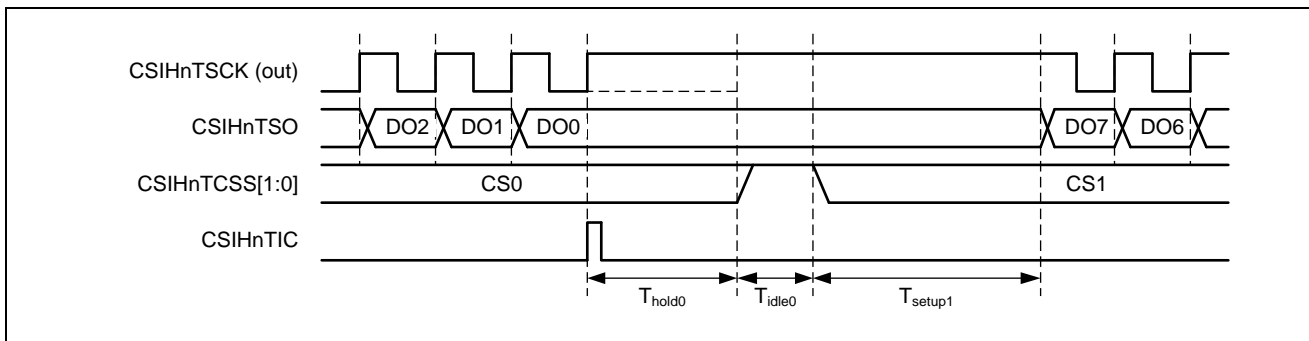 CSIHnTSCK (out)
CSIHnTSO DO2 DO1 DO0 DO7 DO6
CSIHnTCSS[1:0] CS0 CS1
CSIHnTIC
Thold0 Tidle0 Tsetup1